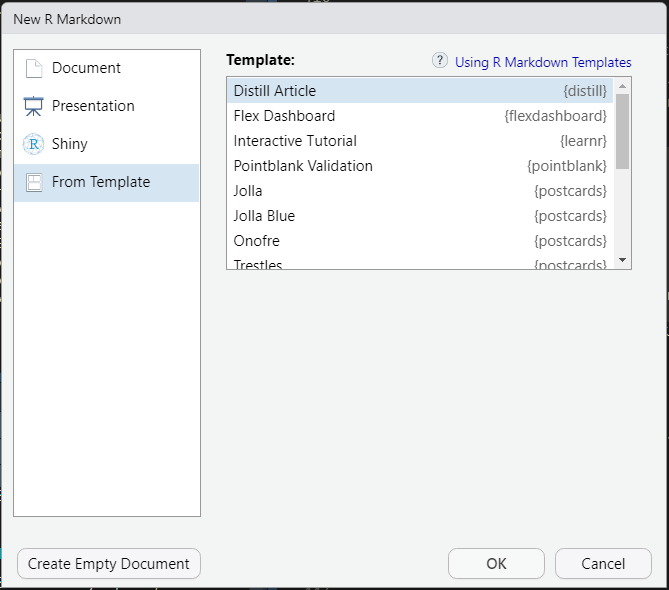 New R Markdown
Document
Presentation
R Shiny
From Template
Template: ? Using R Markdown Templates
Distill Article {distill}
Flex Dashboard {flexdashboard}
Interactive Tutorial {learnr}
Pointblank Validation {pointblank}
Jolla {postcards}
Jolla Blue {postcards}
Onofre {postcards}
Trestles {postcards}
Create Empty Document OK Cancel